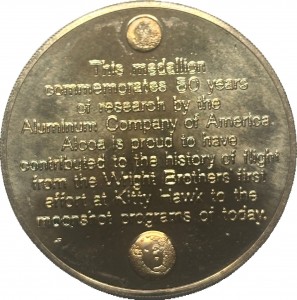 This medallion
commemorates 80 years
of research by the
Aluminum Company of America.
Alcoa is proud to have
contributed to the history of flight
from the Wright Brothers first
effort at Kitty Hawk to the
moonshot programs of today.